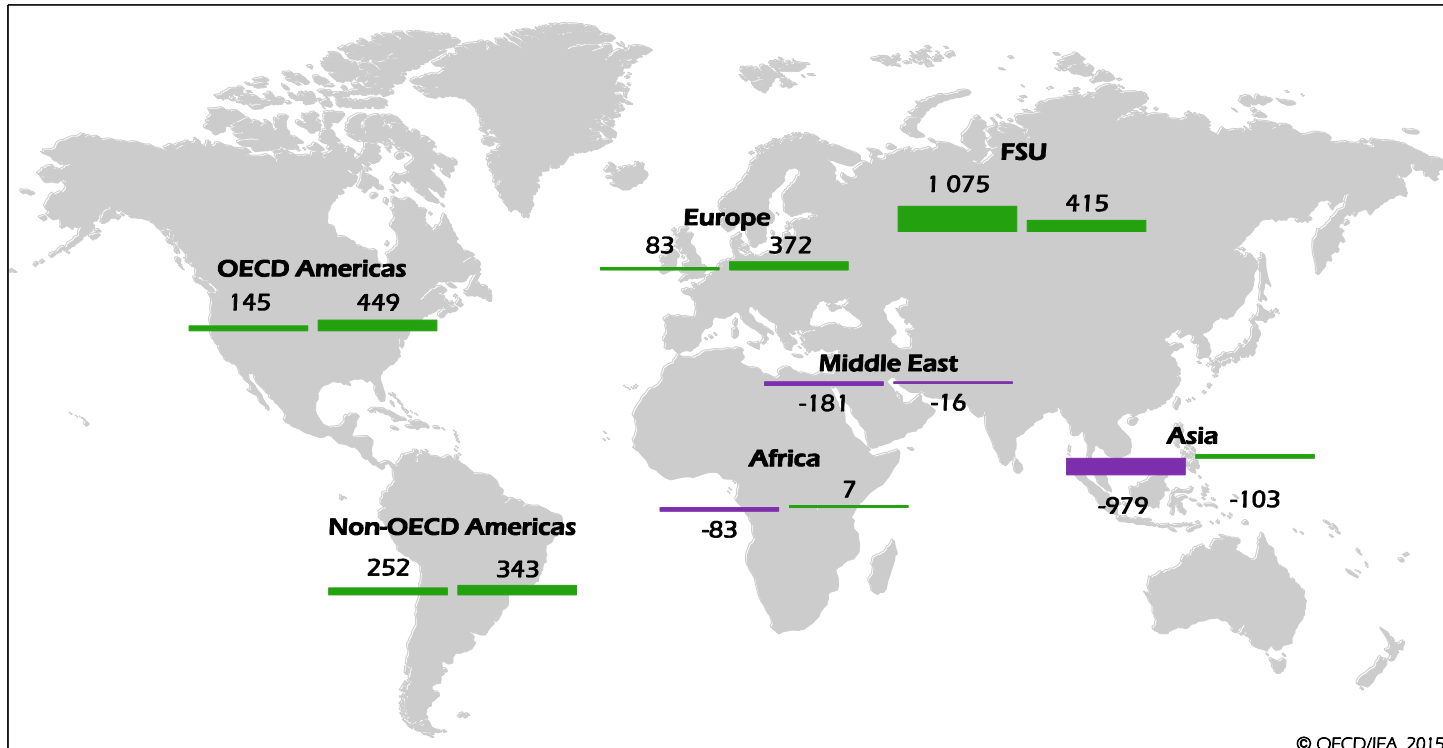 FSU
1 075
415
Europe
83
372
OECD Americas
145
449
Middle East
-181
-16
Asia
-979
-103
Africa
7
-83
Non-OECD Americas
252
343
© OECD/IEA, 2015